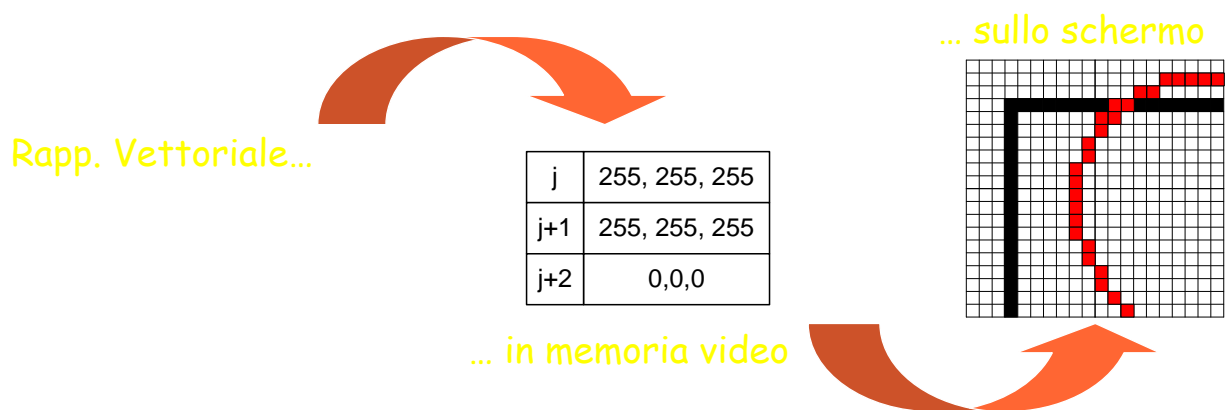 … sullo schermo
Rapp. Vettoriale…
j 255, 255, 255
j+1 255, 255, 255
j+2 0,0,0
… in memoria video